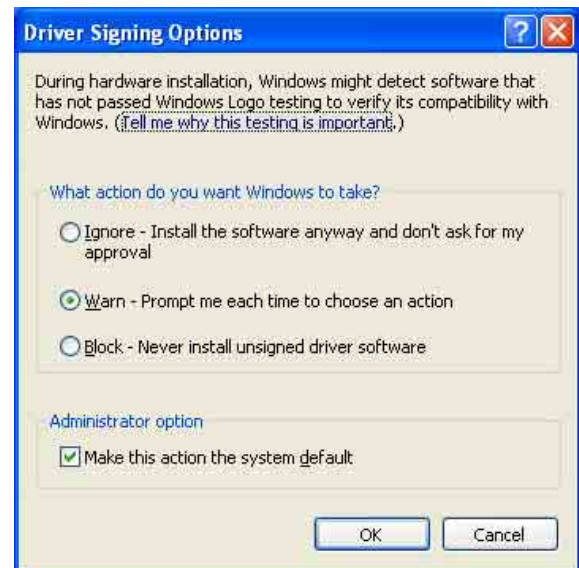 Driver Signing Options
During hardware installation, Windows might detect software that
has not passed Windows Logo testing to verify its compatibility with
Windows. (Tell me why this testing is important.)
What action do you want Windows to take?
Ignore - Install the software anyway and don't ask for my
approval
Warn - Prompt me each time to choose an action
Block - Never install unsigned driver software
Administrator option
Make this action the system default
OK Cancel